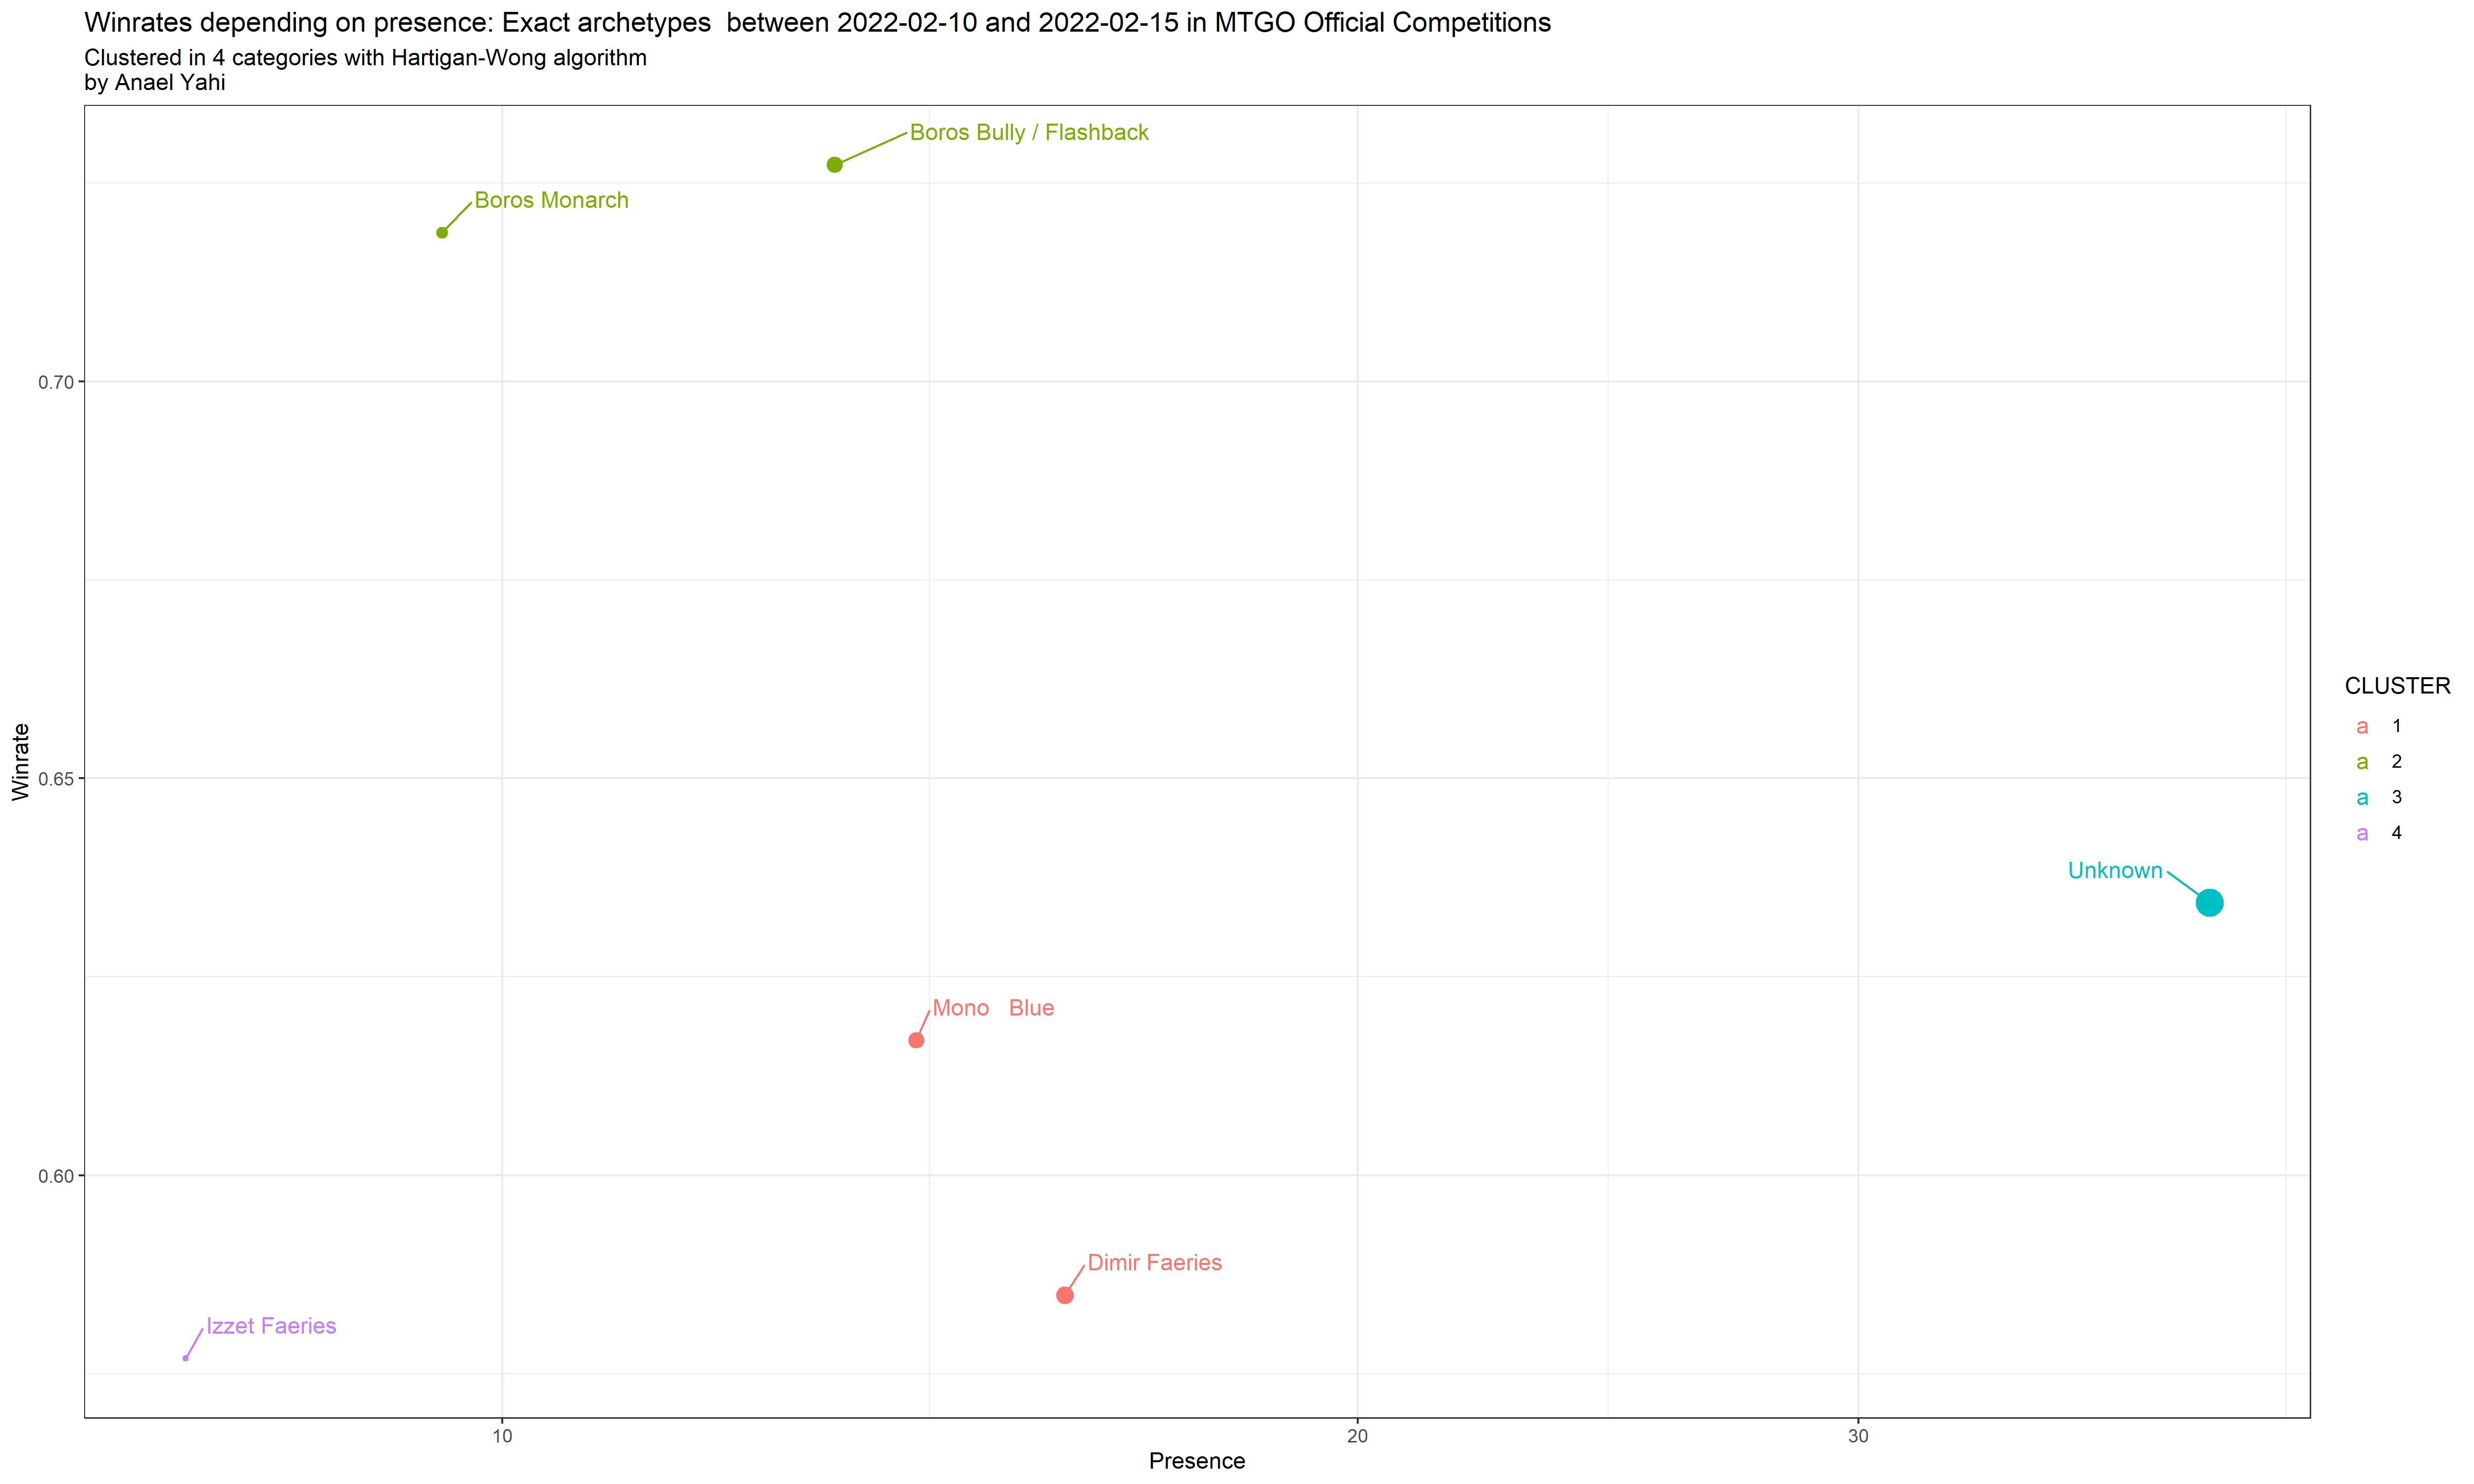 Winrates depending on presence: Exact archetypes  between 2022-02-10 and 2022-02-15 in MTGO Official Competitions
Clustered in 4 categories with Hartigan-Wong algorithm
by Anael Yahi
Boros Bully / Flashback
Boros Monarch
0.70
0.65
Winrate
Unknown
Mono   Blue
0.60
Dimir Faeries
Izzet Faeries
10
20
30
Presence
CLUSTER
a 1
a 2
a 3
a 4